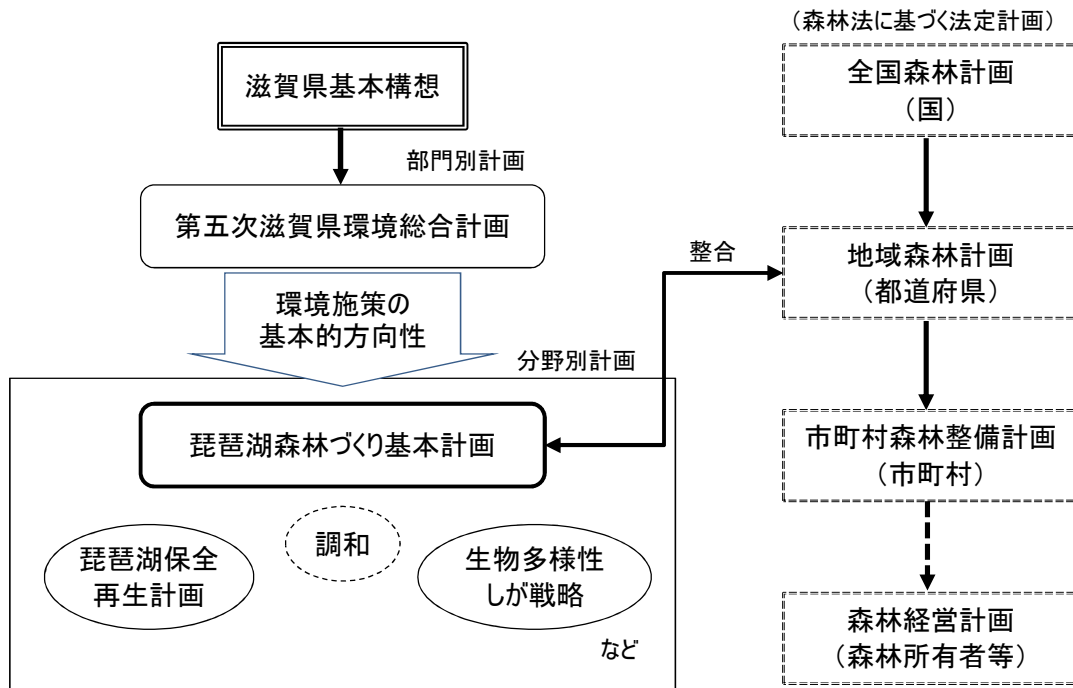 滋賀県基本構想
部門別計画
第五次滋賀県環境総合計画
環境施策の
基本的方向性
分野別計画
琵琶湖森林づくり基本計画
調和
琵琶湖保全
再生計画
生物多様性
しが戦略
など
整合
（森林法に基づく法定計画）
全国森林計画
（国）
地域森林計画
（都道府県）
市町村森林整備計画
（市町村）
森林経営計画
（森林所有者等）